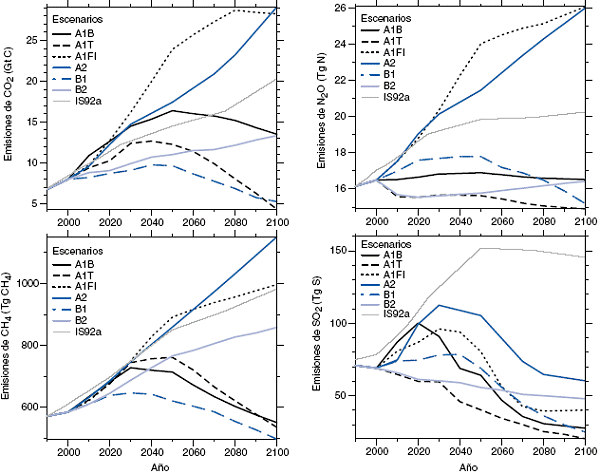 Emisiones de CO2 (Gt C)
Escenarios
A1B
A1T
A1FI
A2
B1
B2
IS92a
25
20
15
10
5
2000 2020 2040 2060 2080 2100
Emisiones de N2O (Tg N)
Escenarios
A1B
A1T
A1FI
A2
B1
B2
IS92a
26
24
22
20
18
16
2000 2020 2040 2060 2080 2100
Emisiones de CH4 (Tg CH4)
Escenarios
A1B
A1T
A1FI
A2
B1
B2
IS92a
1000
800
600
2000 2020 2040 2060 2080 2100
Año
Emisiones de SO2 (Tg S)
Escenarios
A1B
A1T
A1FI
A2
B1
B2
IS92a
150
100
50
2000 2020 2040 2060 2080 2100
Año